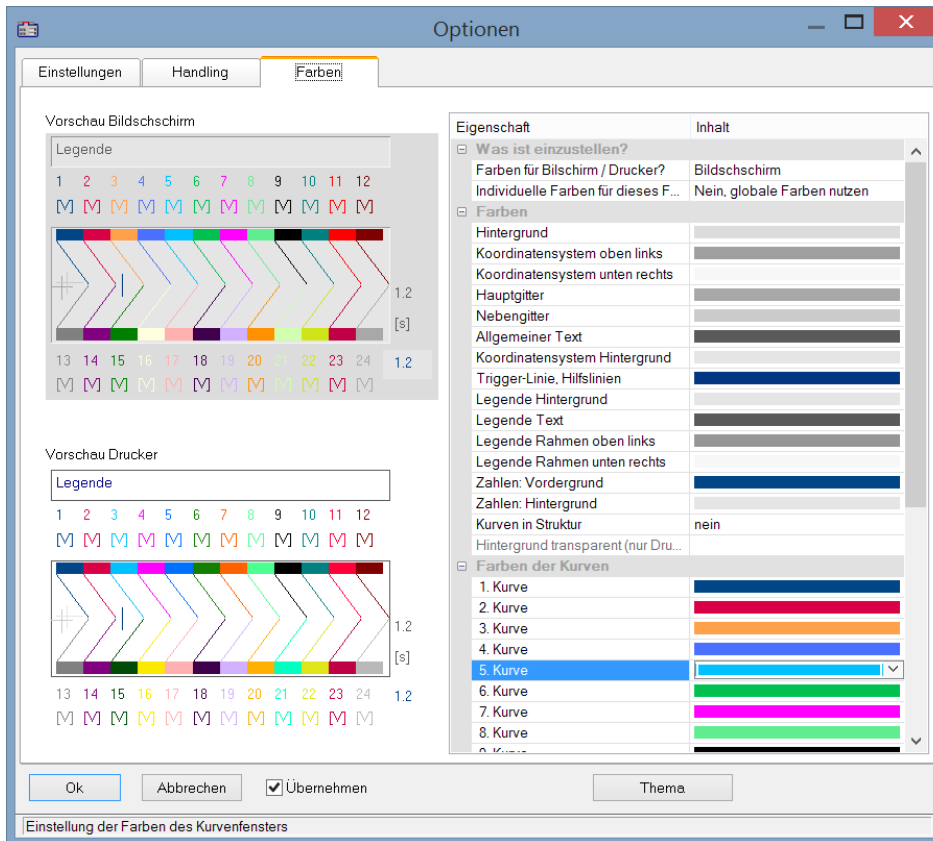 Optionen
Einstellungen Handling Farben
Vorschau Bildschschirm
Legende
1 2 3 4 5 6 7 8 9 10 11 12
[V] [V] [V] [V] [V] [V] [V] [V] [V] [V] [V] [V]
1.2
[s]
13 14 15 16 17 18 19 20 21 22 23 24 1.2
[V] [V] [V] [V] [V] [V] [V] [V] [V] [V] [V] [V]
Vorschau Drucker
Legende
1 2 3 4 5 6 7 8 9 10 11 12
[V] [V] [V] [V] [V] [V] [V] [V] [V] [V] [V] [V]
1.2
[s]
13 14 15 16 17 18 19 20 21 22 23 24 1.2
[V] [V] [V] [V] [V] [V] [V] [V] [V] [V] [V] [V]
Eigenschaft Inhalt
Was ist einzustellen?
Farben für Bilschirm / Drucker? Bildschschirm
Individuelle Farben für dieses F... Nein, globale Farben nutzen
Farben
Hintergrund
Koordinatensystem oben links
Koordinatensystem unten rechts
Hauptgitter
Nebengitter
Allgemeiner Text
Koordinatensystem Hintergrund
Trigger-Linie, Hilfslinien
Legende Hintergrund
Legende Text
Legende Rahmen oben links
Legende Rahmen unten rechts
Zahlen: Vordergrund
Zahlen: Hintergrund
Kurven in Struktur nein
Hintergrund transparent (nur Dru...
Farben der Kurven
1. Kurve
2. Kurve
3. Kurve
4. Kurve
5. Kurve
6. Kurve
7. Kurve
8. Kurve
9. Kurve
Ok Abbrechen Übernehmen Thema
Einstellung der Farben des Kurvenfensters